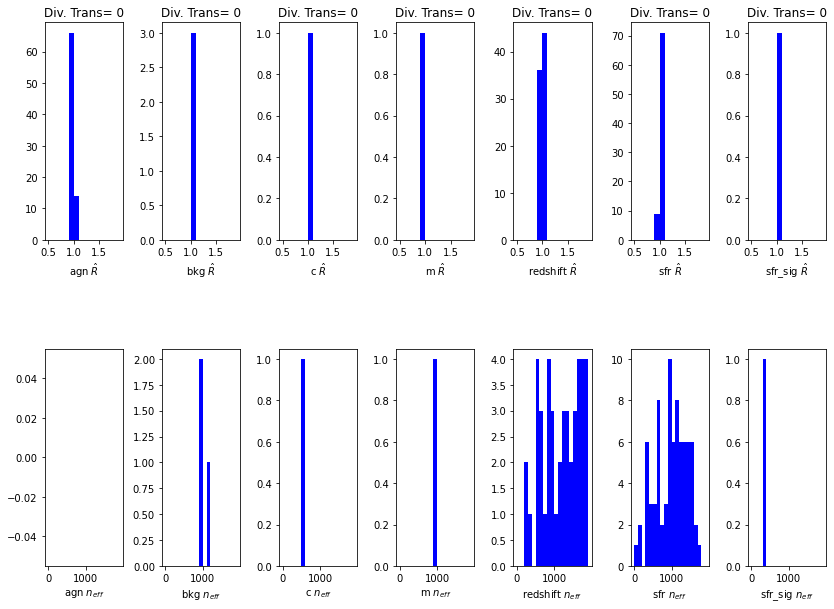 Div. Trans= 0 Div. Trans= 0 Div. Trans= 0 Div. Trans= 0 Div. Trans= 0 Div. Trans= 0 Div. Trans= 0
60 3.0 1.0 1.0 40 70 1.0
50 2.5 0.8 0.8 30 60 0.8
40 2.0 0.6 0.6 20 50 0.6
30 1.5 0.4 0.4 10 40 0.4
20 1.0 0.2 0.2 0 30 0.2
10 0.5 0.0 0.0 20 0.0
0 0.0 10
0
0.5 1.0 1.5 0.5 1.0 1.5 0.5 1.0 1.5 0.5 1.0 1.5 0.5 1.0 1.5 0.5 1.0 1.5 0.5 1.0 1.5
agn R̂ bkg R̂ c R̂ m R̂ redshift R̂ sfr R̂ sfr_sig R̂
0.04 2.00 1.0 1.0 4.0 10 1.0
0.02 1.75 0.8 0.8 3.5 8 0.8
0.00 1.50 0.6 0.6 3.0 6 0.6
−0.02 1.25 0.4 0.4 2.5 4 0.4
−0.04 1.00 0.2 0.2 2.0 2 0.2
0.75 0.0 0.0 1.5 0 0.0
0.50 1.0
0.25 0.5
0.00 0.0
0 1000 0 1000 0 1000 0 1000 0 1000 0 1000 0 1000
agn n_eff bkg n_eff c n_eff m n_eff redshift n_eff sfr n_eff sfr_sig n_eff